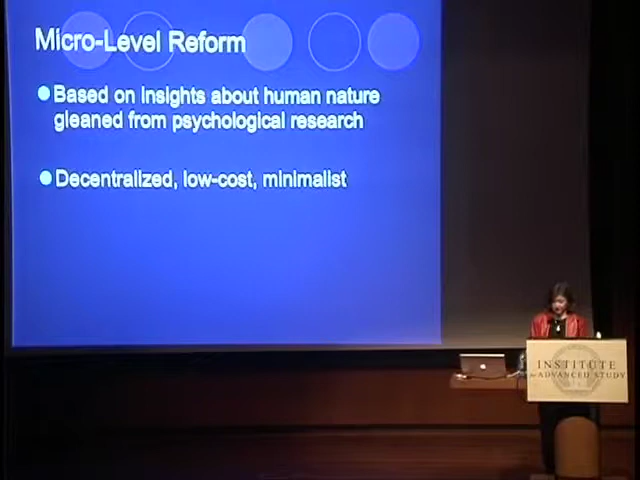 Micro-Level Reform
Based on insights about human nature
gleaned from psychological research
Decentralized, low-cost, minimalist
INSTITUTE
for ADVANCED STUDY